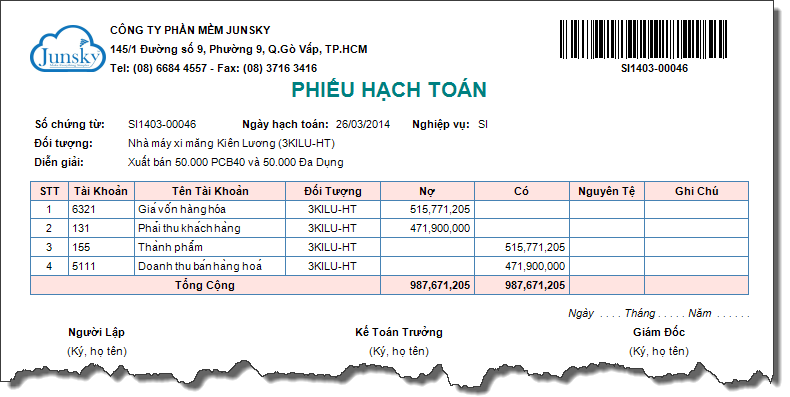 Junsky
CÔNG TY PHẦN MÈM JUNSKY
145/1 Đường số 9, Phường 9, Q.Gò Vấp, TP.HCM
Tel: (08) 6684 4557 - Fax: (08) 3716 3416
SI1403-00046
PHIẾU HẠCH TOÁN
Số chứng từ: SI1403-00046 Ngày hạch toán: 26/03/2014 Nghiệp vụ: SI
Đối tượng: Nhà máy xi măng Kiên Lương (3KILU-HT)
Diễn giải: Xuất bán 50.000 PCB40 và 50.000 Đa Dụng
STT Tài Khoản Tên Tài Khoản Đối Tượng Nợ Có Nguyên Tệ Ghi Chú
1 6321 Giá vốn hàng hóa 3KILU-HT 515,771,205
2 131 Phải thu khách hàng 3KILU-HT 471,900,000
3 155 Thành phẩm 3KILU-HT 515,771,205
4 5111 Doanh thu bán hàng hoá 3KILU-HT 471,900,000
Tổng Cộng 987,671,205 987,671,205
Ngày . . . . Tháng . . . . . Năm . . . . . .
Người Lập Kế Toán Trưởng Giám Đốc
(Ký, họ tên) (Ký, họ tên) (Ký, họ tên)